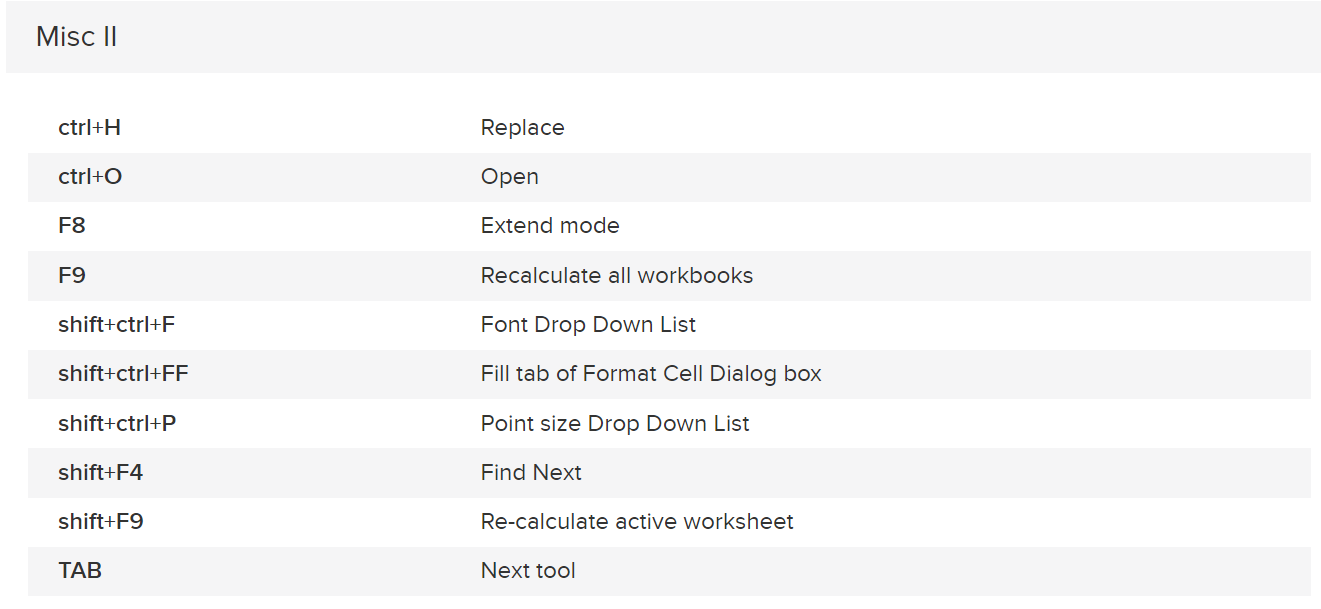 Misc II
ctrl+H Replace
ctrl+O Open
F8 Extend mode
F9 Recalculate all workbooks
shift+ctrl+F Font Drop Down List
shift+ctrl+FF Fill tab of Format Cell Dialog box
shift+ctrl+P Point size Drop Down List
shift+F4 Find Next
shift+F9 Re-calculate active worksheet
TAB Next tool